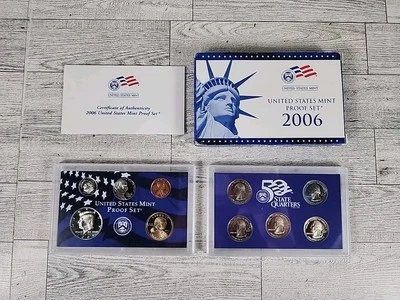 UNITED STATES MINT
Certificate of Authenticity
2006 United States Mint Proof Set®
UNITED STATES MINT
UNITED STATES MINT
PROOF SET®
2006
UNITED STATES MINT
PROOF SET®
50
STATE
QUARTERS